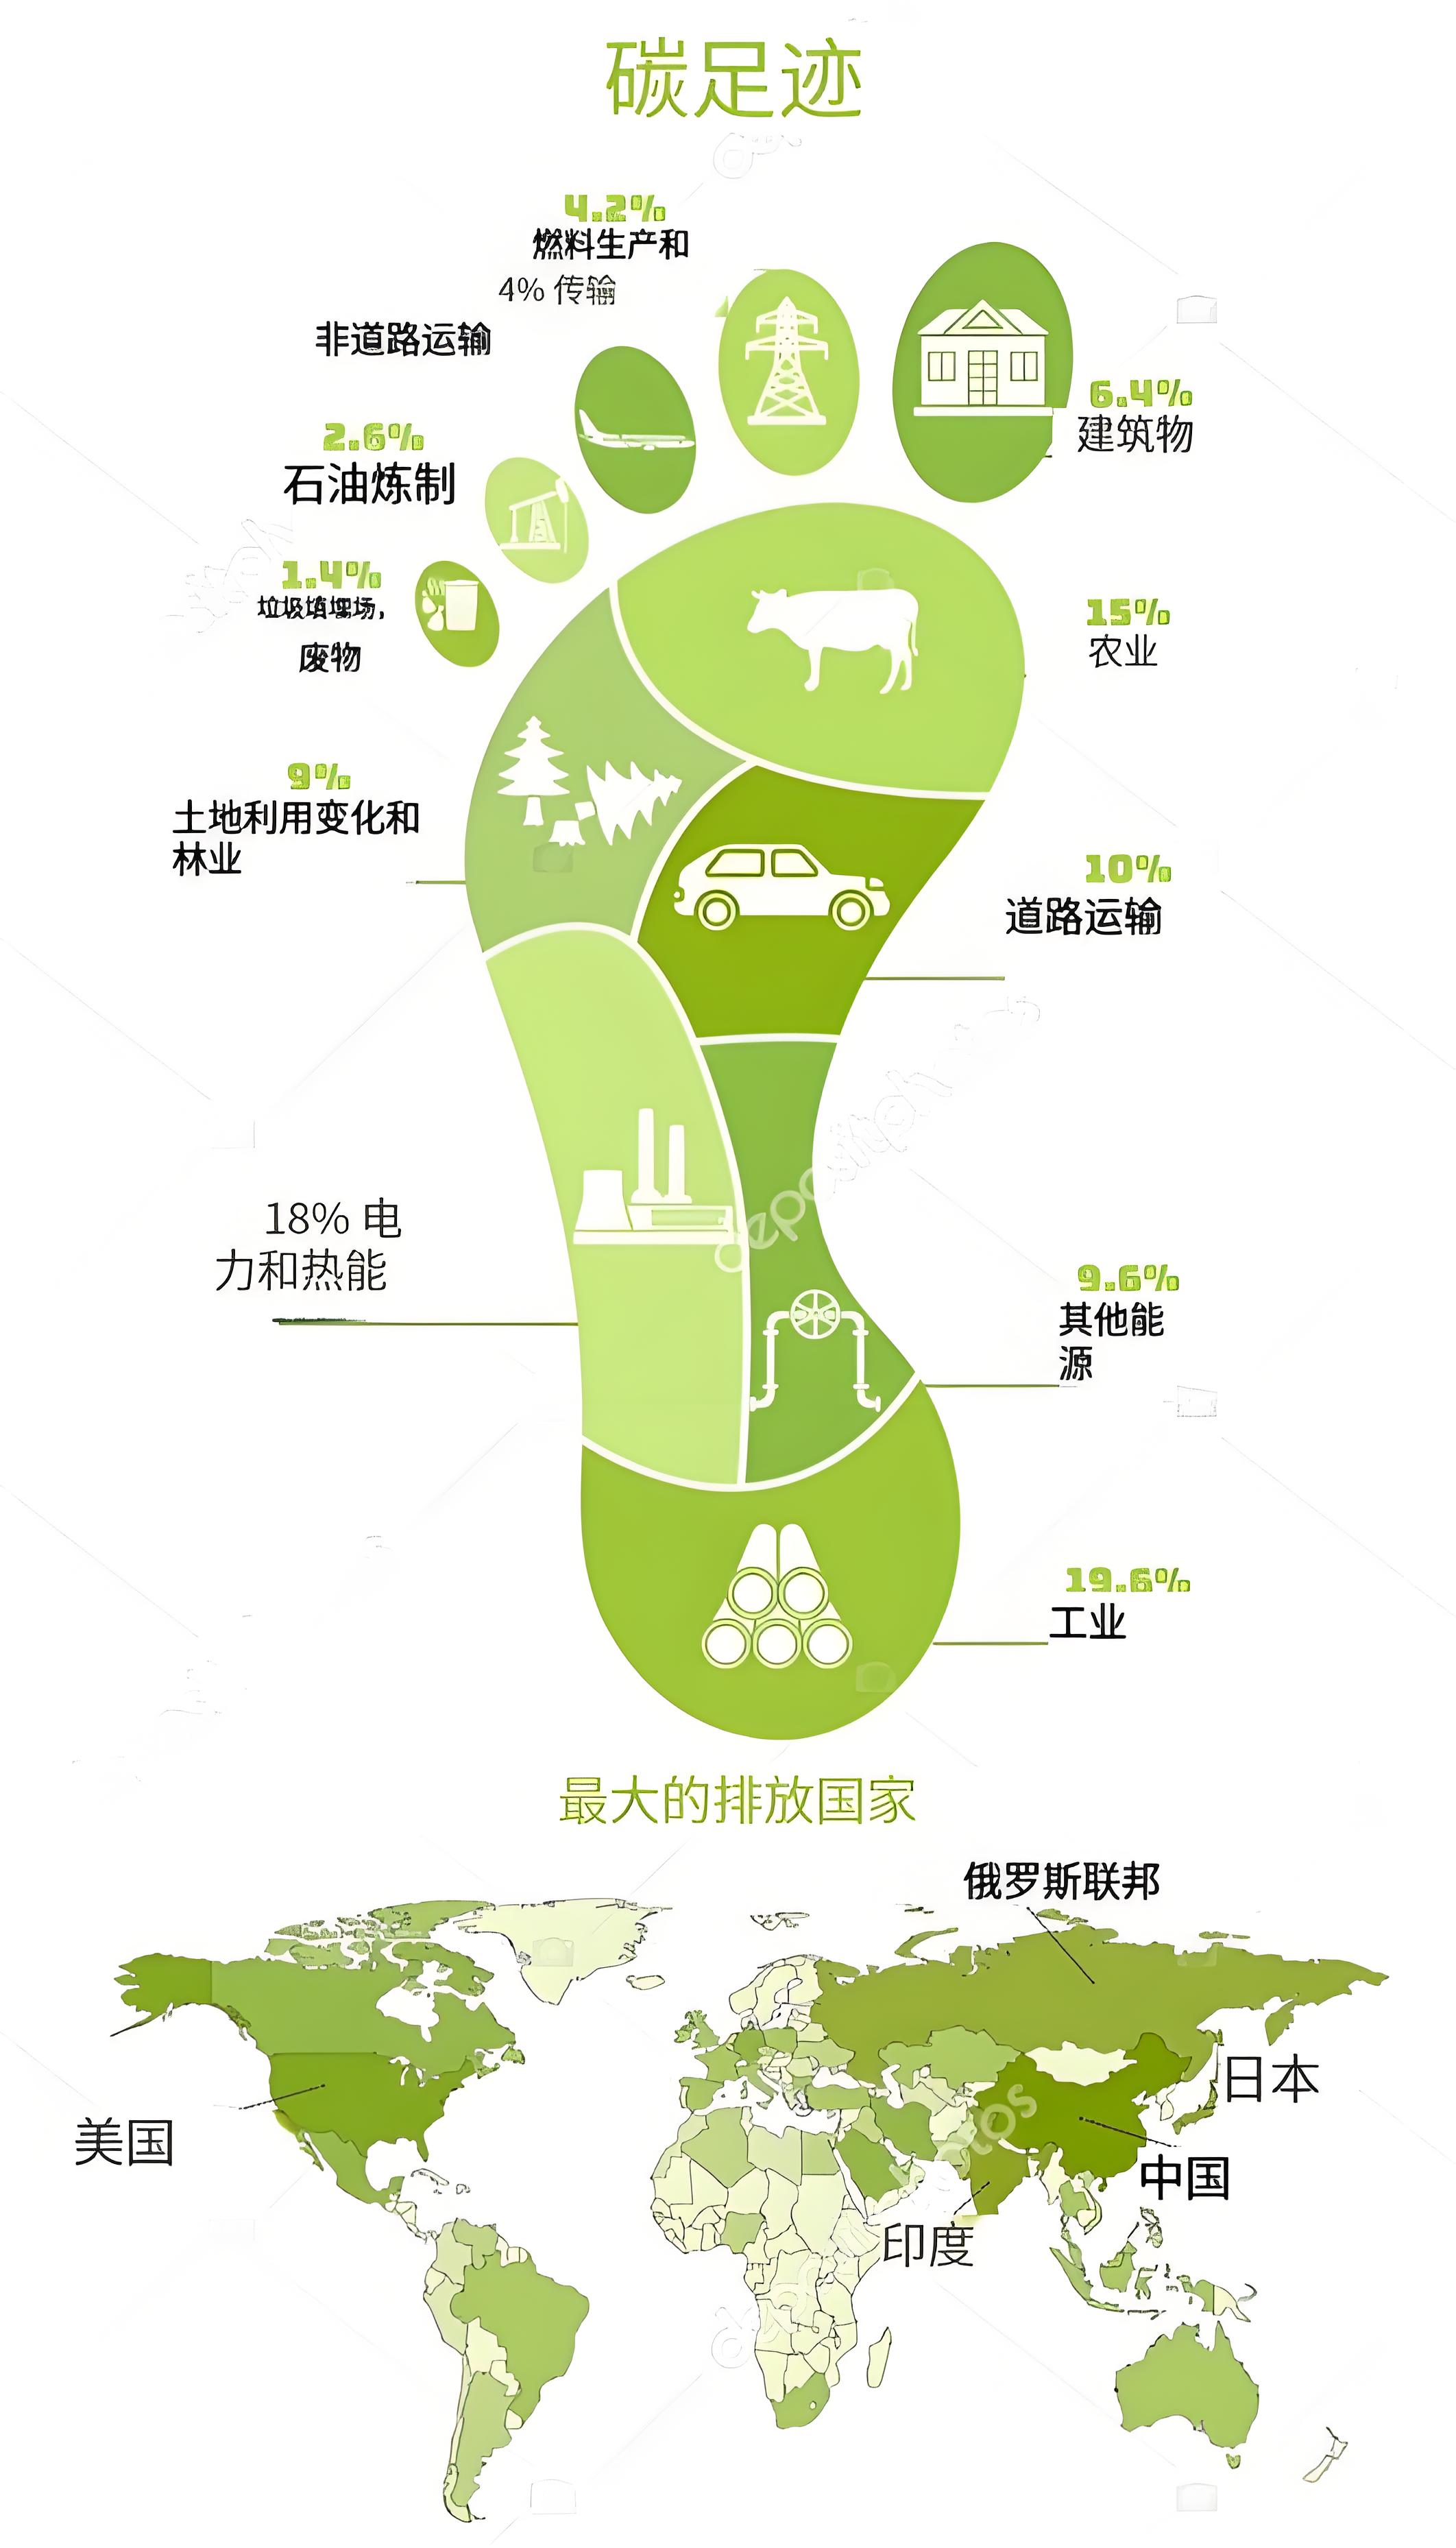 碳足迹
4.2%
燃料生产和
4% 传输
非道路运输
2.6%
石油炼制
6.4%
建筑物
1.4%
垃圾填埋场，
废物
15%
农业
9%
土地利用变化和
林业
10%
道路运输
18% 电
力和热能
9.6%
其他能
源
19.6%
工业
depositphotos
最大的排放国家
俄罗斯联邦
美国
日本
中国
印度